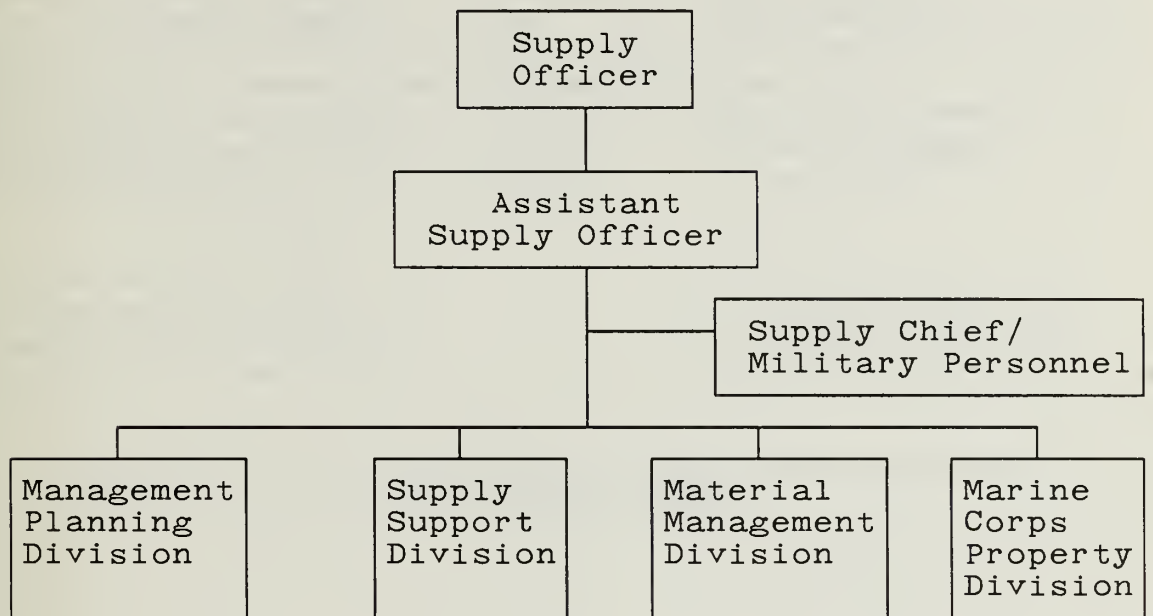 Supply
Officer
Assistant
Supply Officer
Supply Chief/
Military Personnel
Management
Planning
Division
Supply
Support
Division
Material
Management
Division
Marine
Corps
Property
Division